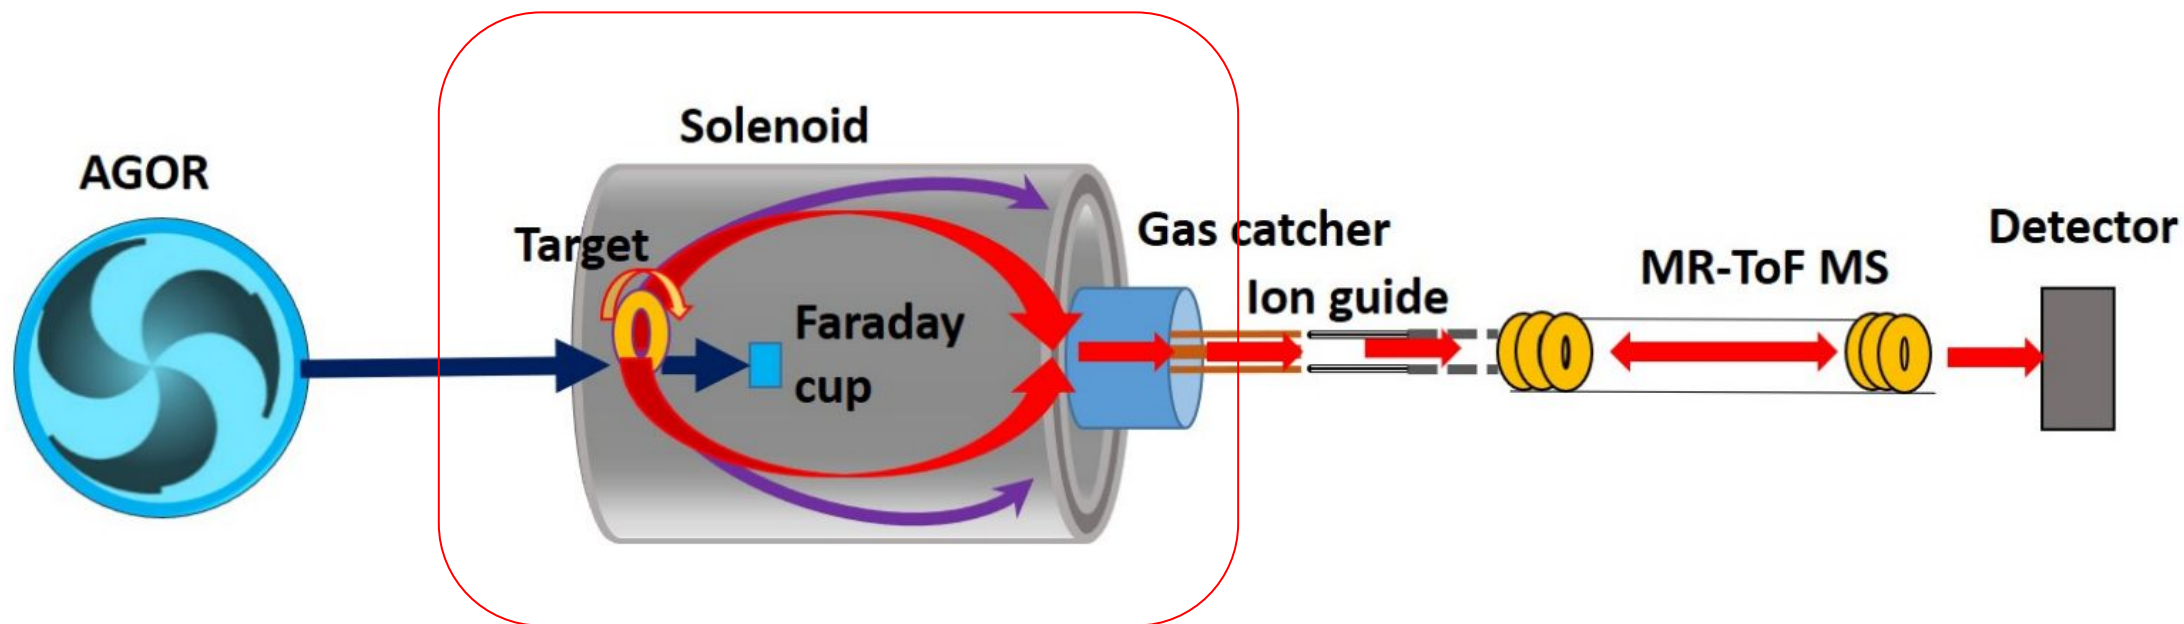 AGOR
Solenoid
Target
Faraday
cup
Gas catcher
Ion guide
MR-ToF MS
Detector